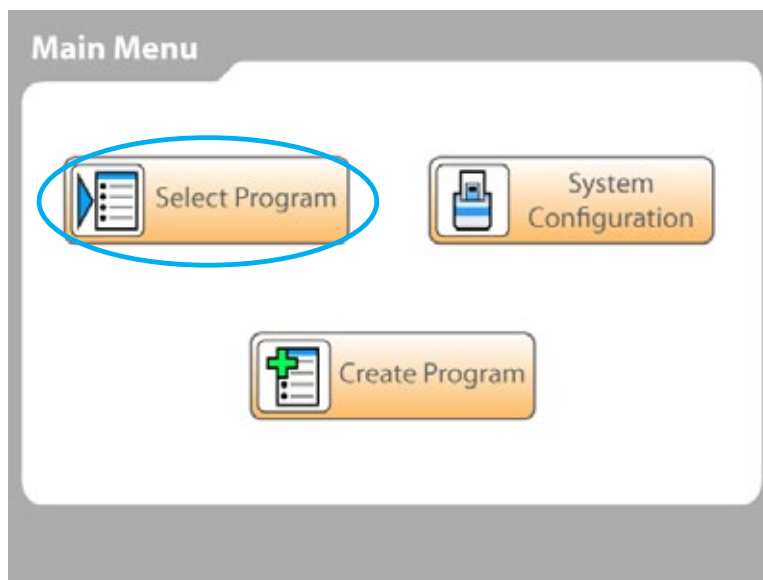 Main Menu
Select Program
System
Configuration
Create Program